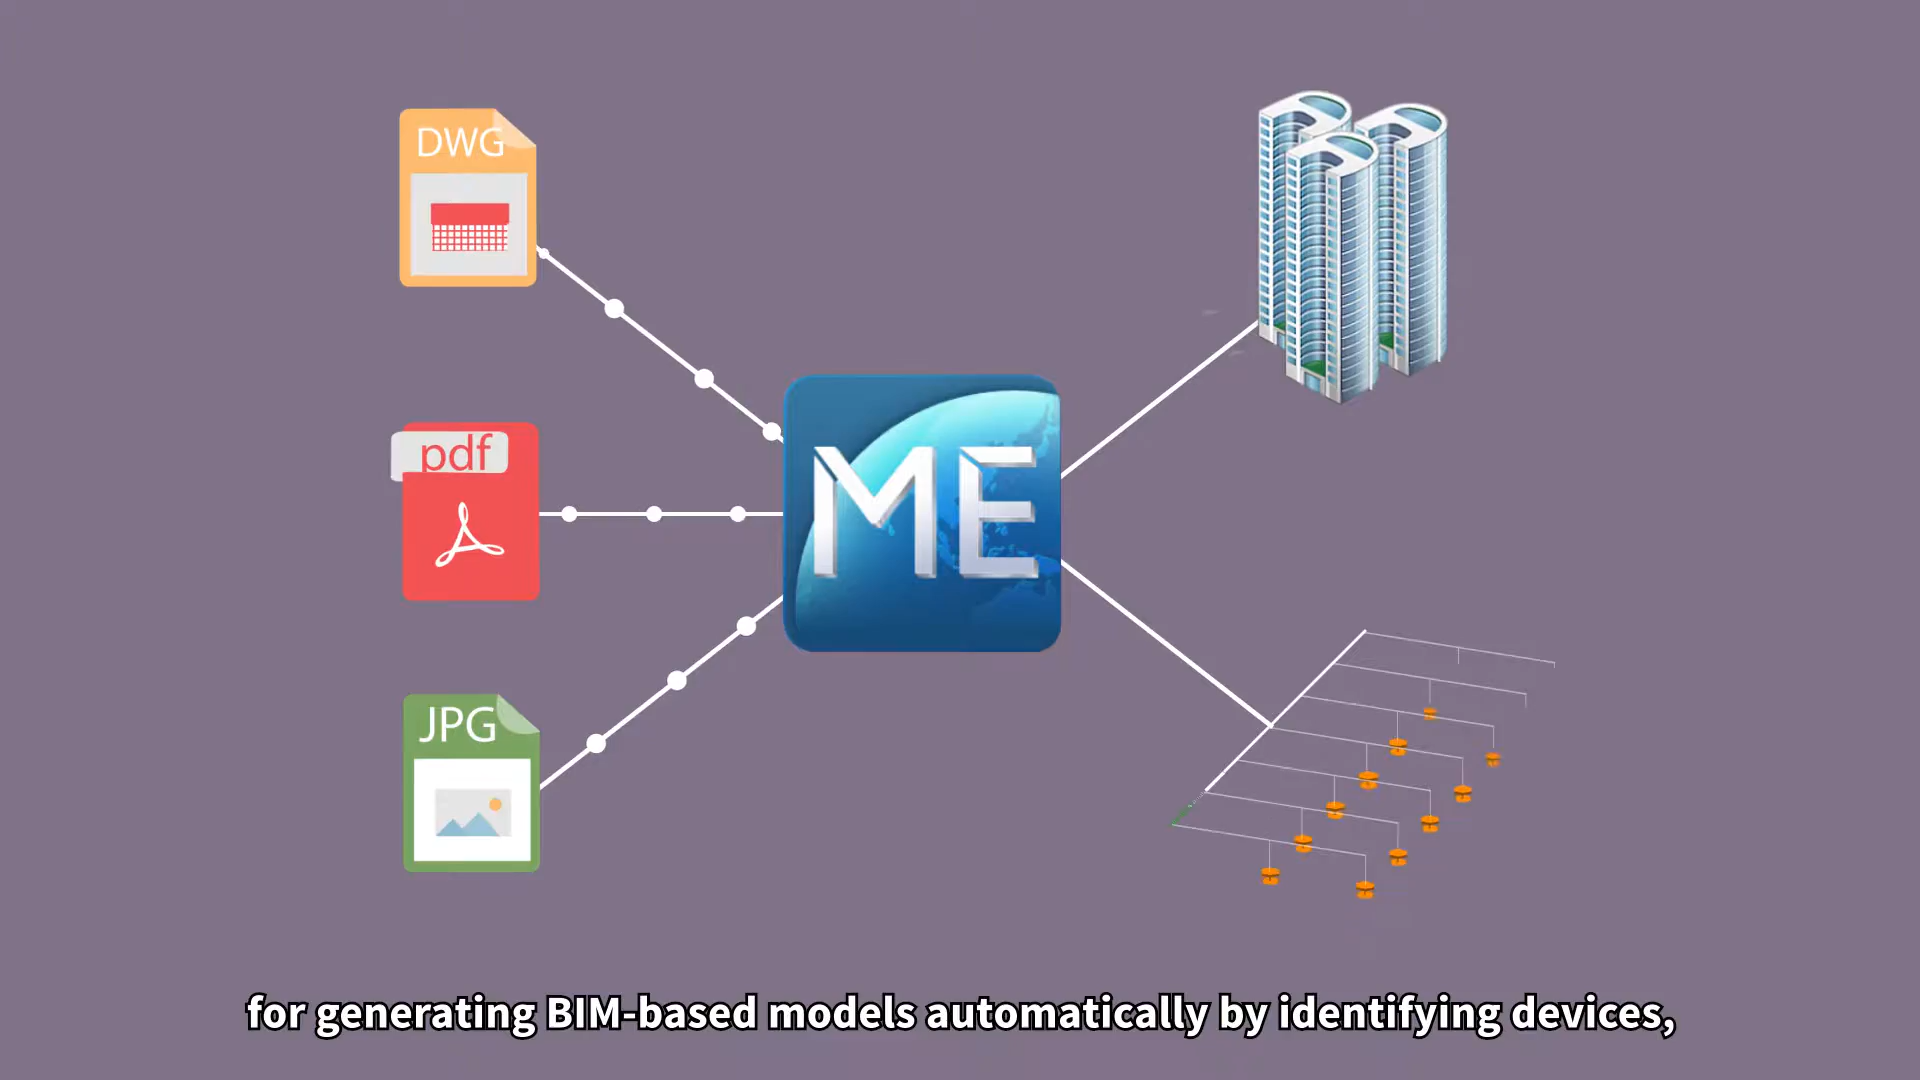 DWG
pdf
ME
JPG
for generating BIM-based models automatically by identifying devices,